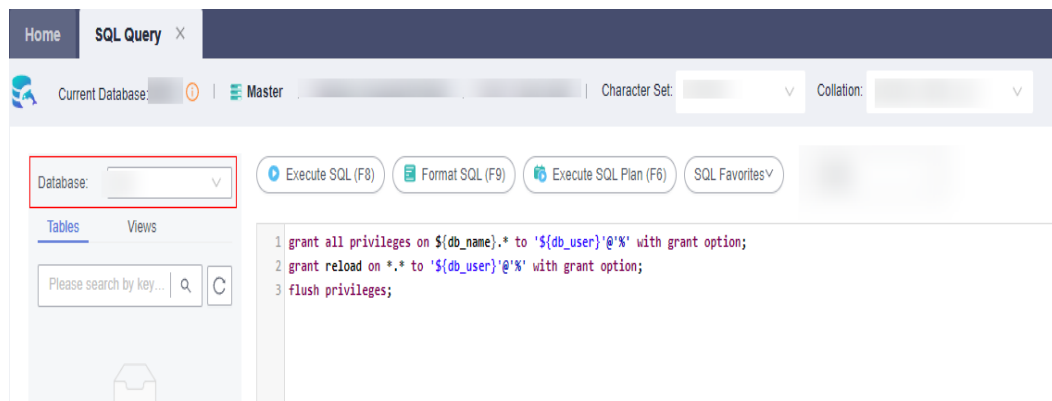 Home SQL Query ×
Current Database: Master | Character Set: Collation:
Database:
Execute SQL (F8) Format SQL (F9) Execute SQL Plan (F6) SQL Favorites
Tables Views
1 grant all privileges on ${db_name}.* to '${db_user}'@'%' with grant option;
2 grant reload on *.* to '${db_user}'@'%' with grant option;
3 flush privileges;
Please search by key...